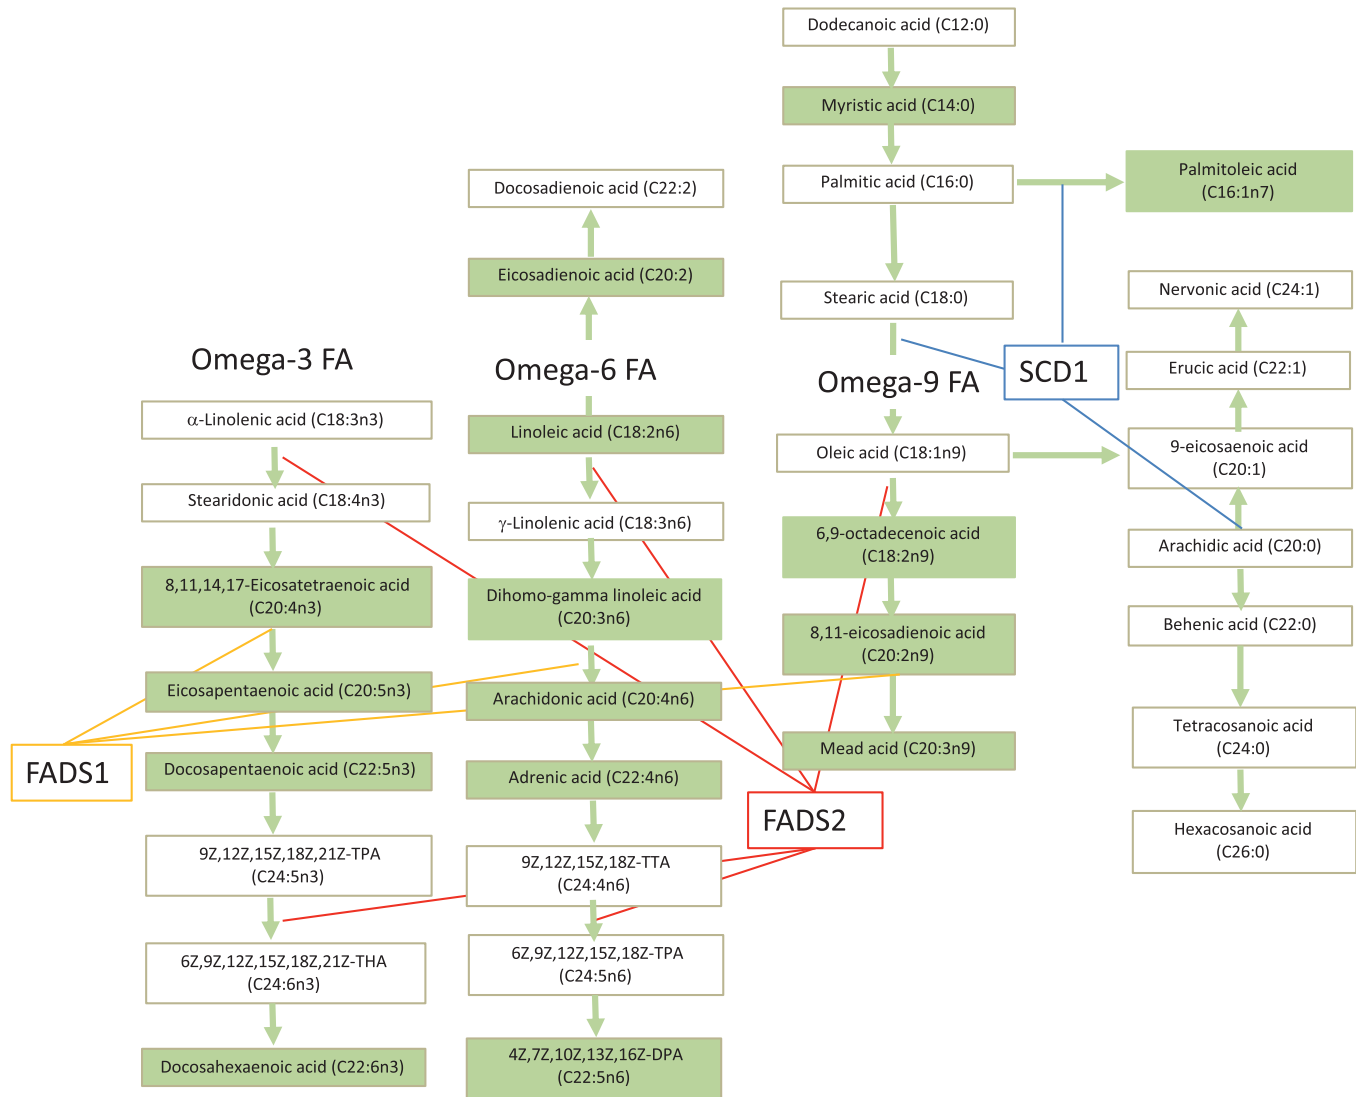 Dodecanoic acid (C12:0)
Myristic acid (C14:0)
Palmitic acid (C16:0)
Palmitoleic acid
(C16:1n7)
Docosadienoic acid (C22:2)
Eicosadienoic acid (C20:2)
Stearic acid (C18:0)
Nervonic acid (C24:1)
Omega-3 FA
Omega-6 FA
Omega-9 FA
SCD1
Erucic acid (C22:1)
α-Linolenic acid (C18:3n3)
Linoleic acid (C18:2n6)
Oleic acid (C18:1n9)
9-eicosaenoic acid
(C20:1)
Stearidonic acid (C18:4n3)
γ-Linolenic acid (C18:3n6)
6,9-octadecenoic acid
(C18:2n9)
Arachidic acid (C20:0)
8,11,14,17-Eicosatetraenoic acid
(C20:4n3)
Dihomo-gamma linoleic acid
(C20:3n6)
8,11-eicosadienoic acid
(C20:2n9)
Behenic acid (C22:0)
Eicosapentaenoic acid (C20:5n3)
Arachidonic acid (C20:4n6)
Mead acid (C20:3n9)
Tetracosanoic acid
(C24:0)
FADS1
Docosapentaenoic acid (C22:5n3)
Adrenic acid (C22:4n6)
FADS2
Hexacosanoic acid
(C26:0)
9Z,12Z,15Z,18Z,21Z-TPA
(C24:5n3)
9Z,12Z,15Z,18Z-TTA
(C24:4n6)
6Z,9Z,12Z,15Z,18Z,21Z-THA
(C24:6n3)
6Z,9Z,12Z,15Z,18Z-TPA
(C24:5n6)
Docosahexaenoic acid (C22:6n3)
4Z,7Z,10Z,13Z,16Z-DPA
(C22:5n6)